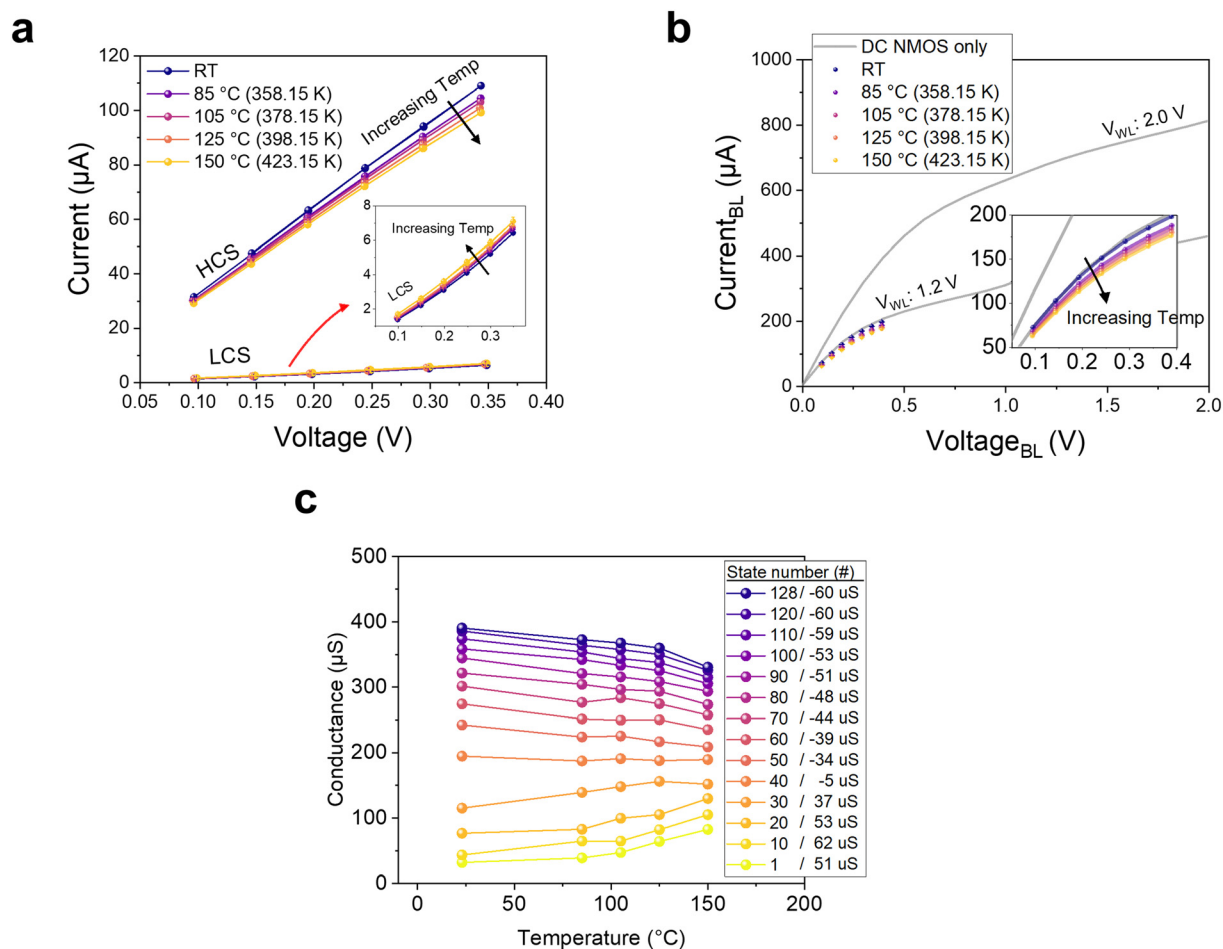 a
Current (µA)
120
110
100
80
60
40
20
0
RT
85 °C (358.15 K)
105 °C (378.15 K)
125 °C (398.15 K)
150 °C (423.15 K)
Increasing Temp
HCS
LCS
8
6
4
2
Increasing Temp
LCS
0.1
0.2
0.3
0.05 0.10 0.15 0.20 0.25 0.30 0.35 0.40
Voltage (V)
b
Current_BL (µA)
1000
800
600
400
200
0
DC NMOS only
RT
85 °C (358.15 K)
105 °C (378.15 K)
125 °C (398.15 K)
150 °C (423.15 K)
V_WL: 2.0 V
V_WL: 1.2 V
200
150
100
50
Increasing Temp
0.1 0.2 0.3 0.4
0.0 0.5 1.0 1.5 2.0
Voltage_BL (V)
c
Conductance (µS)
500
400
300
200
100
0
State number (#)
128 / -60 uS
120 / -60 uS
110 / -59 uS
100 / -53 uS
90 / -51 uS
80 / -48 uS
70 / -44 uS
60 / -39 uS
50 / -34 uS
40 / -5 uS
30 / 37 uS
20 / 53 uS
10 / 62 uS
1 / 51 uS
0 50 100 150 200
Temperature (°C)